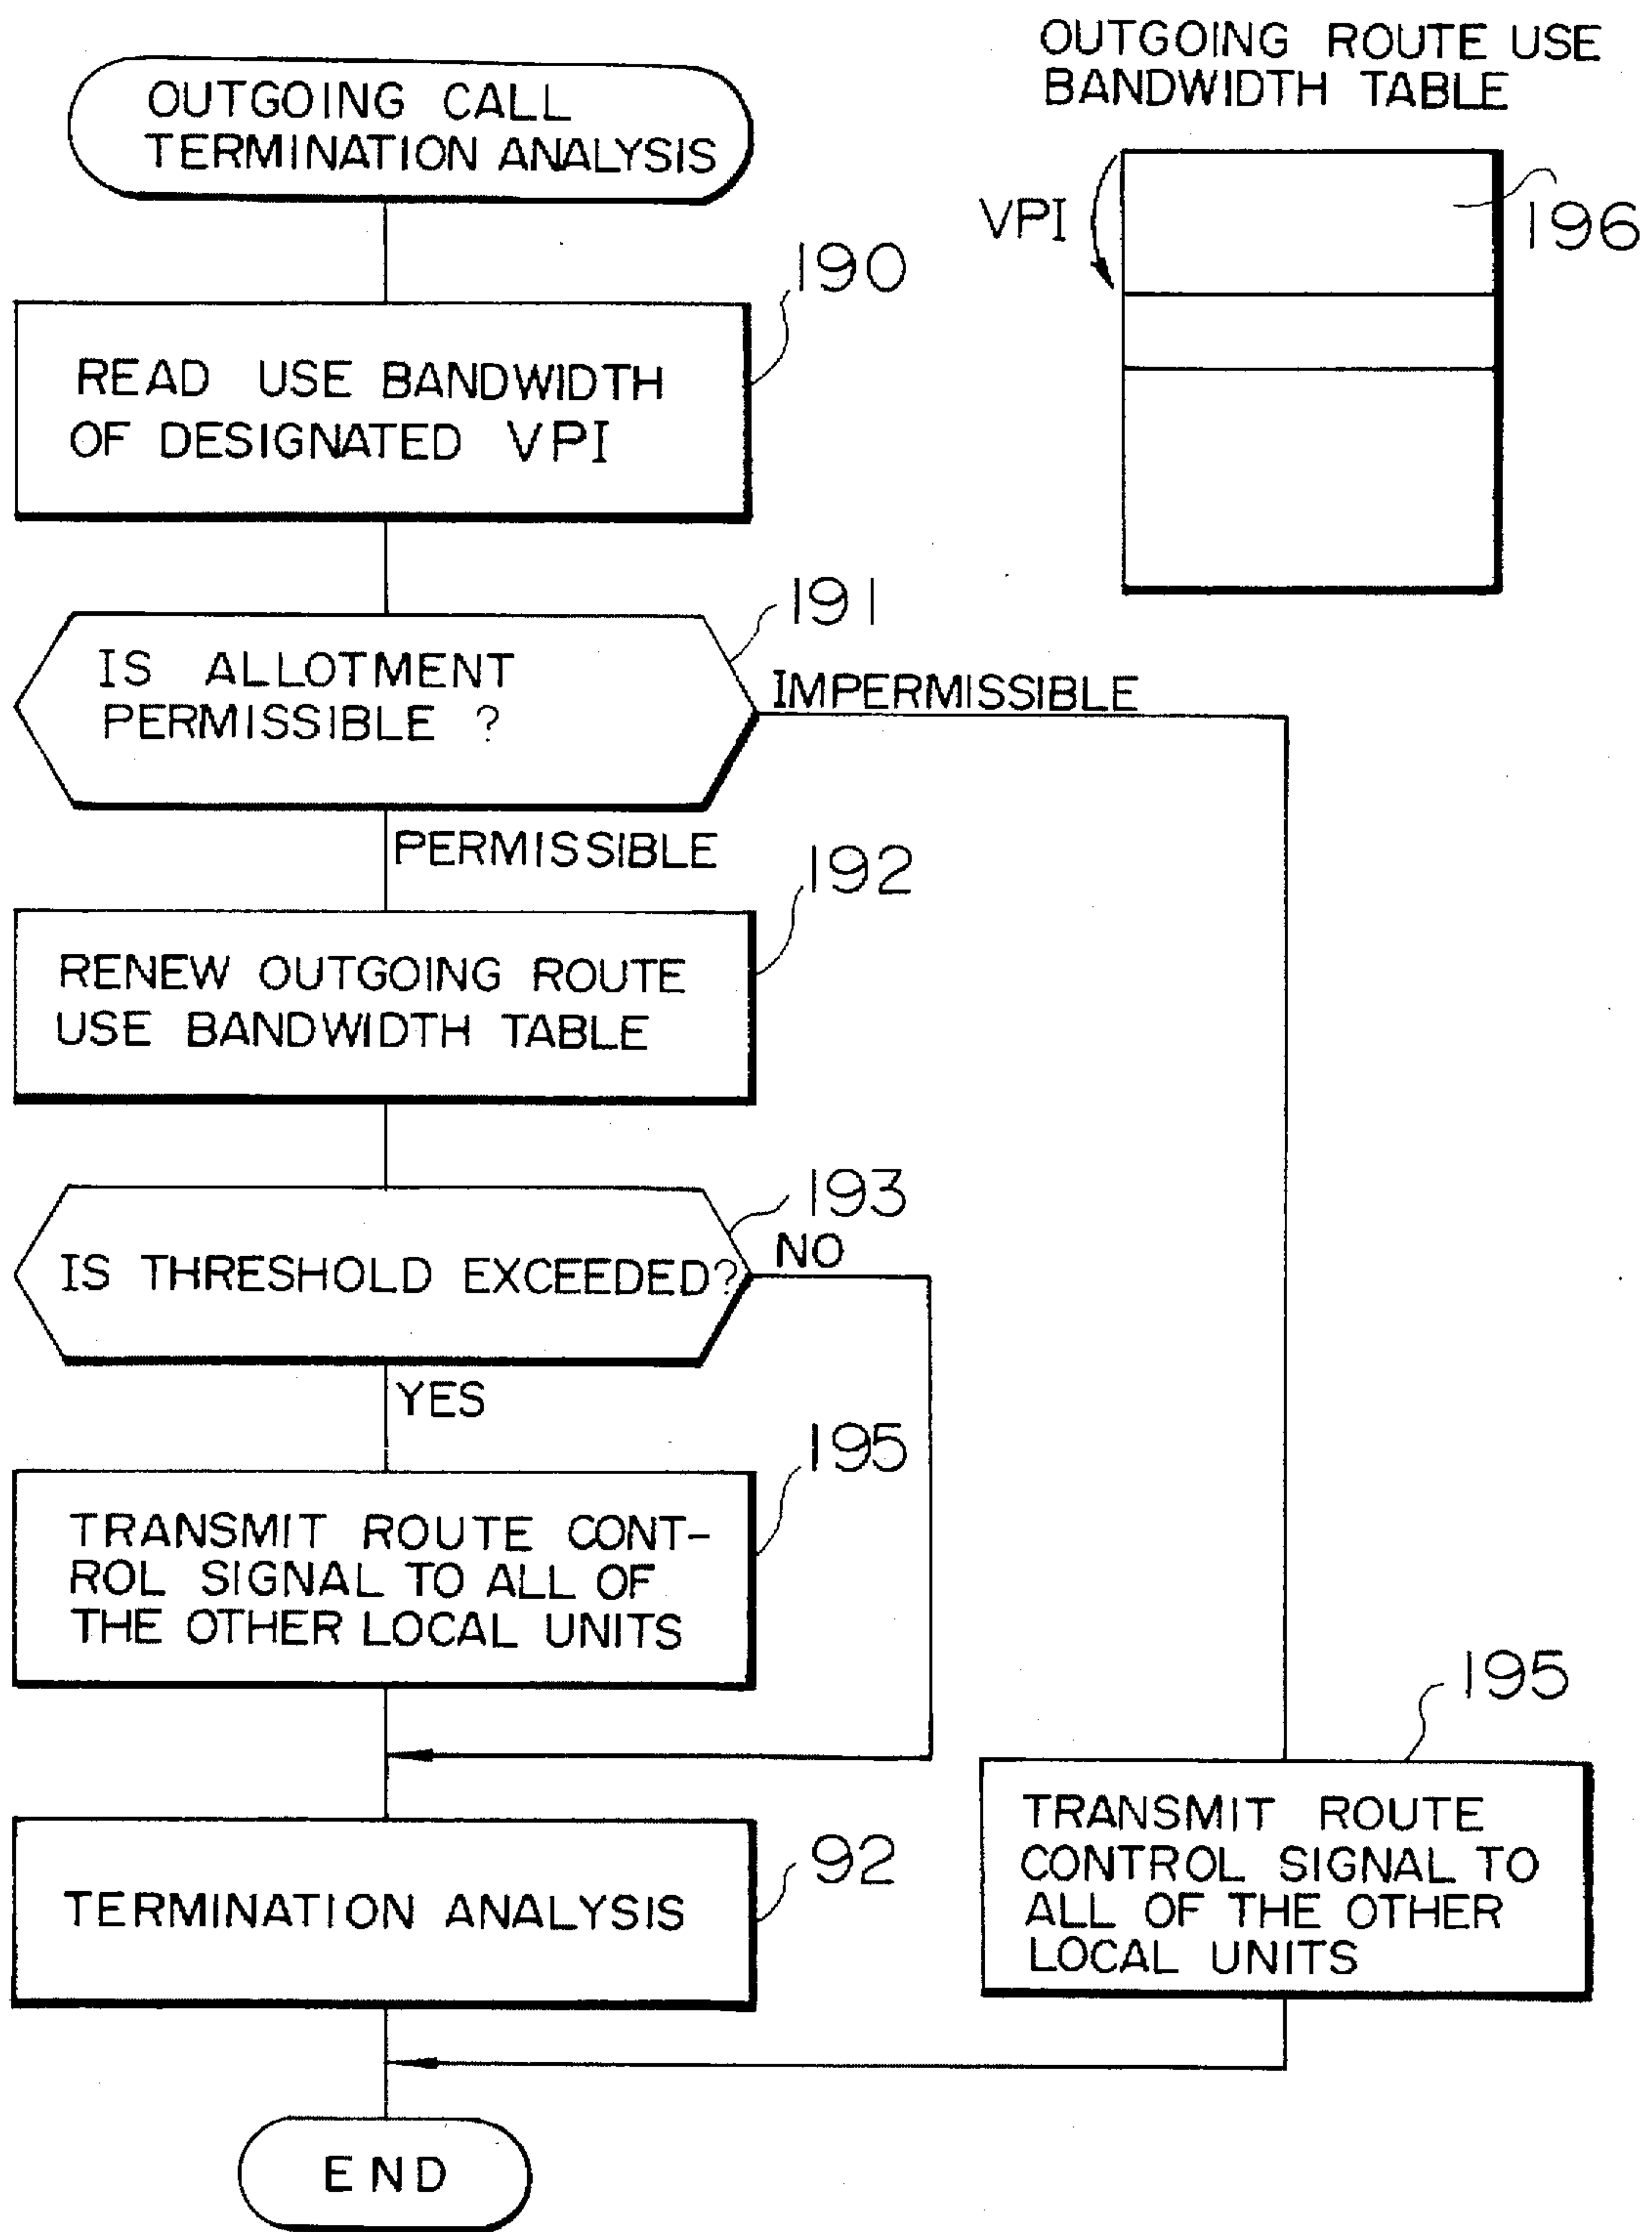 OUTGOING CALL
TERMINATION ANALYSIS
OUTGOING ROUTE USE
BANDWIDTH TABLE
VPI
196
190
READ USE BANDWIDTH
OF DESIGNATED VPI
191
IS ALLOTMENT
PERMISSIBLE ?
IMPERMISSIBLE
PERMISSIBLE
192
RENEW OUTGOING ROUTE
USE BANDWIDTH TABLE
193
IS THRESHOLD EXCEEDED?
NO
YES
195
TRANSMIT ROUTE CONT-
ROL SIGNAL TO ALL OF
THE OTHER LOCAL UNITS
195
TRANSMIT ROUTE
CONTROL SIGNAL TO
ALL OF THE OTHER
LOCAL UNITS
92
TERMINATION ANALYSIS
END